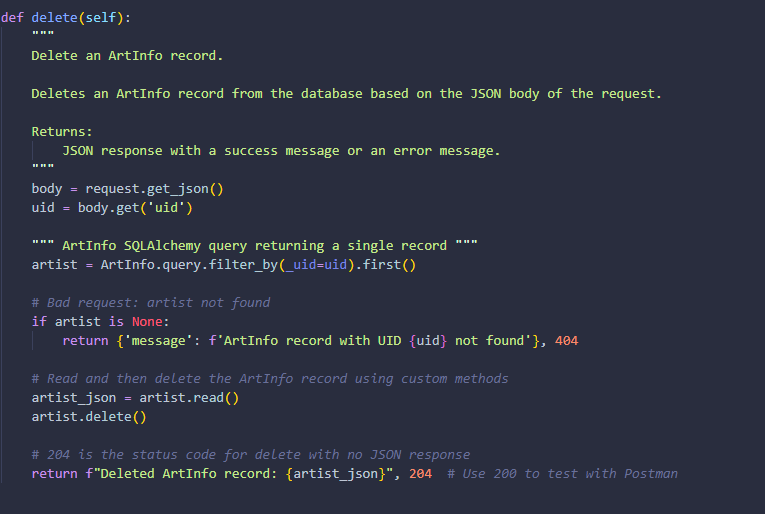 def delete(self):
    """
    Delete an ArtInfo record.

    Deletes an ArtInfo record from the database based on the JSON body of the request.

    Returns:
        JSON response with a success message or an error message.
    """
    body = request.get_json()
    uid = body.get('uid')

    """ ArtInfo SQLAlchemy query returning a single record """
    artist = ArtInfo.query.filter_by(_uid=uid).first()

    # Bad request: artist not found
    if artist is None:
        return {'message': f'ArtInfo record with UID {uid} not found'}, 404

    # Read and then delete the ArtInfo record using custom methods
    artist_json = artist.read()
    artist.delete()

    # 204 is the status code for delete with no JSON response
    return f"Deleted ArtInfo record: {artist_json}", 204  # Use 200 to test with Postman